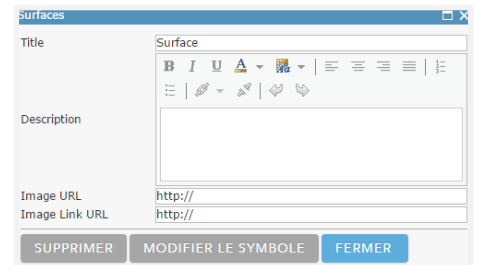 Surfaces
Title Surface
B I U A
Description
Image URL http://
Image Link URL http://
SUPPRIMER MODIFIER LE SYMBOLE FERMER